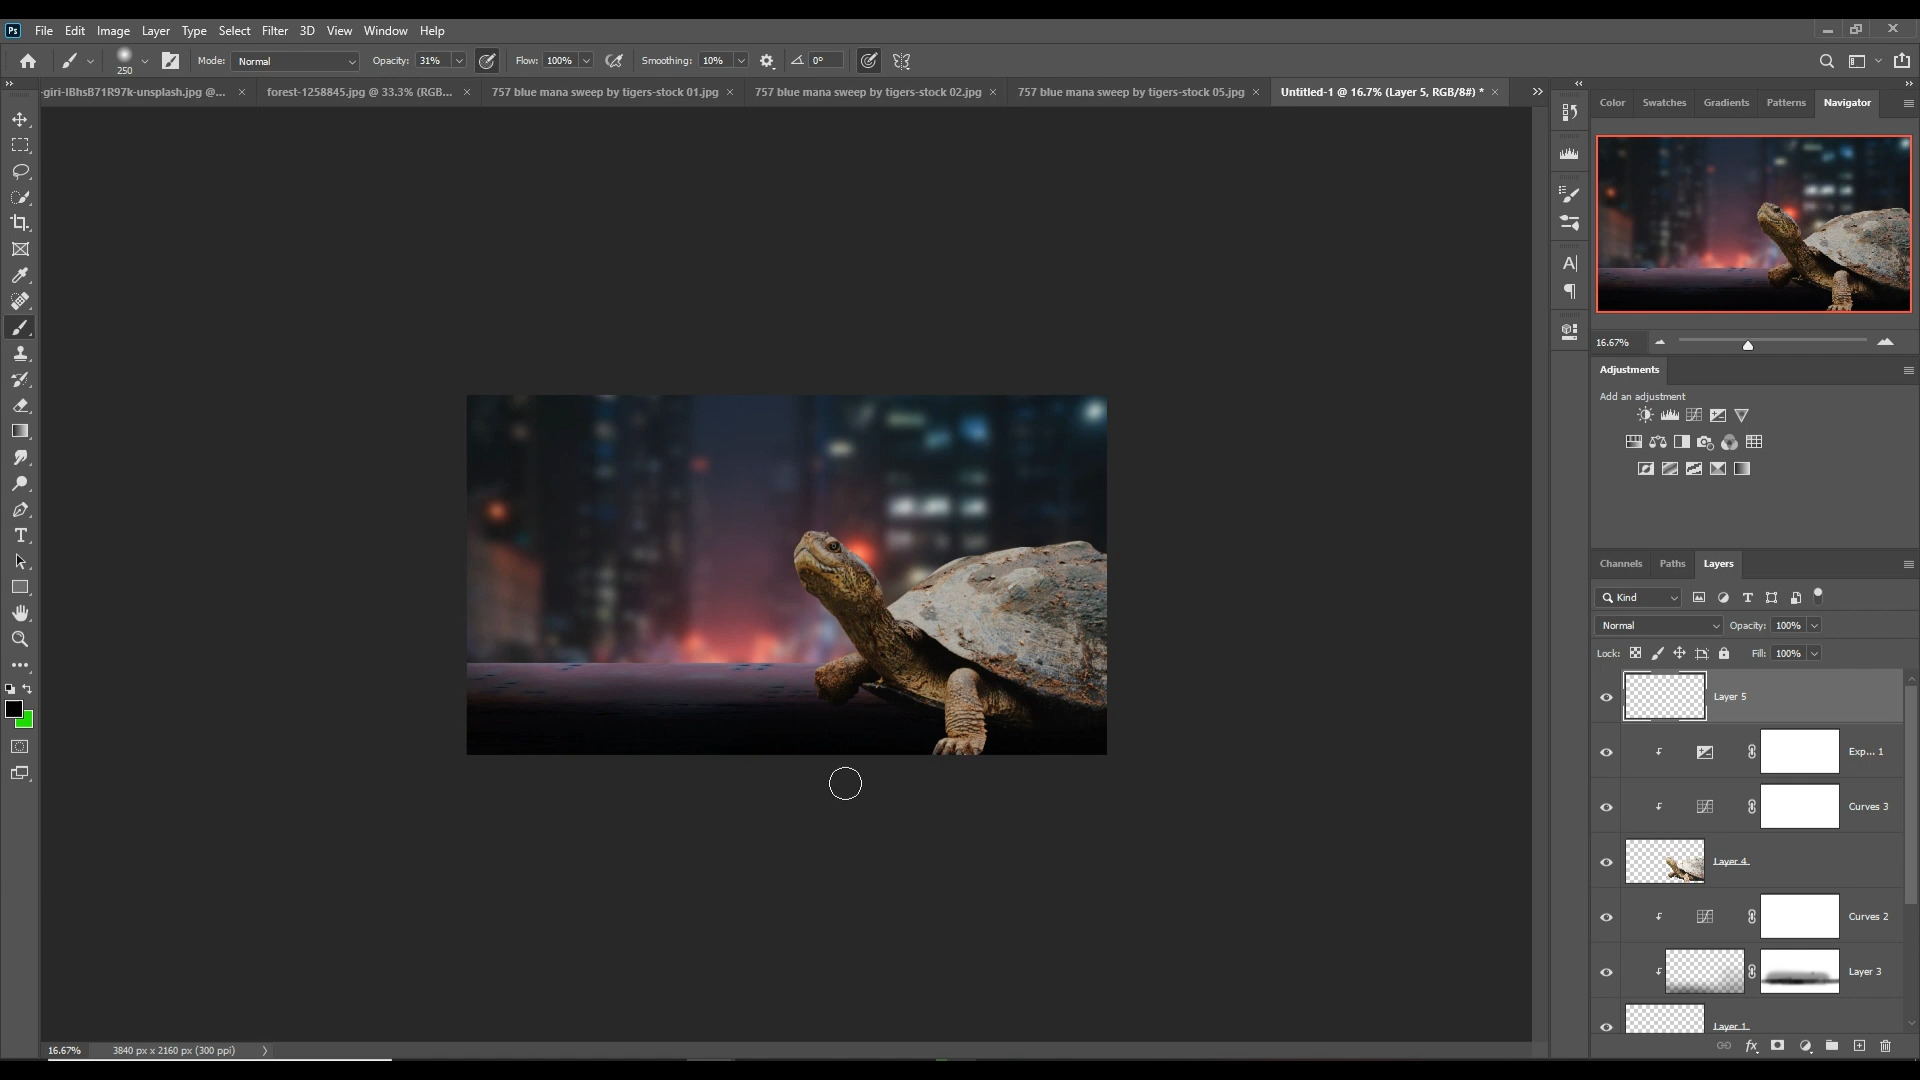 Ps File Edit Image Layer Type Select Filter 3D View Window Help
250 Mode: Normal Opacity: 31% Flow: 100% Smoothing: 10% 0°
-giri-IBhsB71R97k-unsplash.jpg @... × forest-1258845.jpg @ 33.3% (RGB... × 757 blue mana sweep by tigers-stock 01.jpg × 757 blue mana sweep by tigers-stock 02.jpg × 757 blue mana sweep by tigers-stock 05.jpg × Untitled-1 @ 16.7% (Layer 5, RGB/8#) * ×
Color Swatches Gradients Patterns Navigator
16.67%
Adjustments
Add an adjustment
Channels Paths Layers
Kind
Normal Opacity: 100%
Lock: Fill: 100%
Layer 5
Exp... 1
Curves 3
Layer 4
Curves 2
Layer 3
Layer 1
16.67% 3840 px x 2160 px (300 ppi)